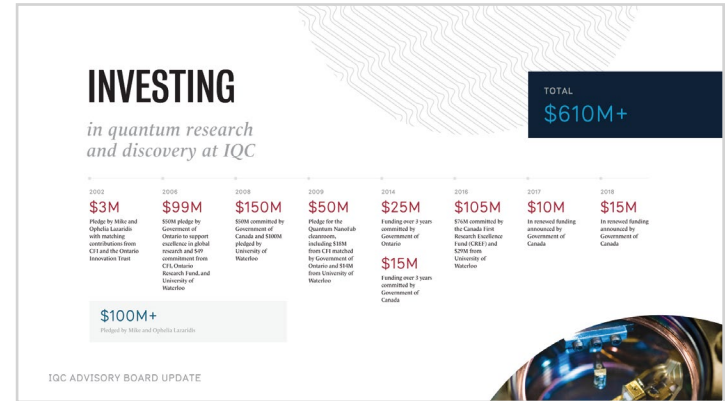 INVESTING
in quantum research
and discovery at IQC
TOTAL
$610M+
2002
$3M
Pledge by Mike and
Ophelia Lazaridis
with matching
contributions from
CFI and the Ontario
Innovation Trust
2006
$99M
$50M pledge by
Government of
Ontario to support
excellence in global
research and $49
commitment from
CFI, Ontario
Research Fund, and
University of
Waterloo
2008
$150M
$50M committed by
Government of
Canada and $100M
pledged by
University of
Waterloo
2009
$50M
Pledge for the
Quantum NanoFab
cleanroom,
including $18M
from CFI matched
by Government of
Ontario and $14M
from University of
Waterloo
2014
$25M
Funding over 3 years
committed by
Government of
Ontario
$15M
Funding over 3 years
committed by
Government of
Canada
2016
$105M
$76M committed by
the Canada First
Research Excellence
Fund (CREF) and
$29M from
University of
Waterloo
2017
$10M
In renewed funding
announced by
Government of
Canada
2018
$15M
In renewed funding
announced by
Government of
Canada
$100M+
Pledged by Mike and Ophelia Lazaridis
IQC ADVISORY BOARD UPDATE